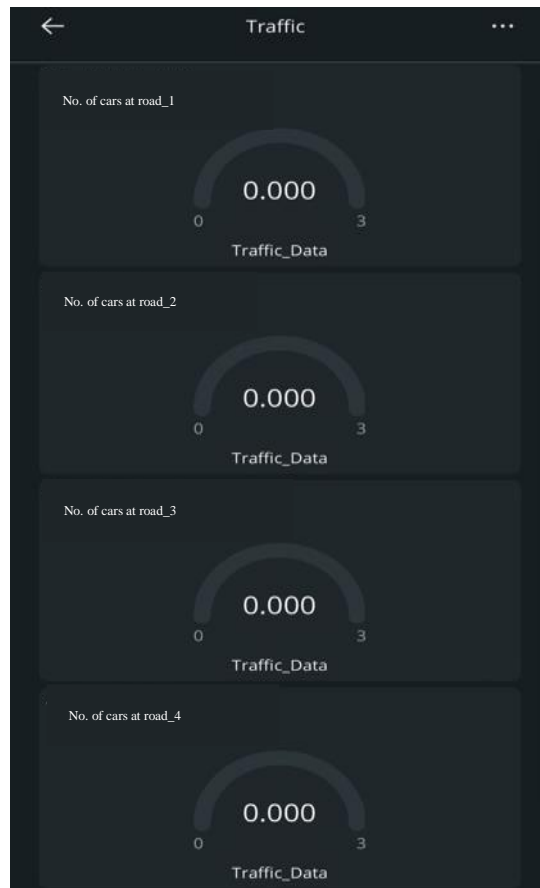 Traffic
No. of cars at road_1
0.000
0 3
Traffic_Data
No. of cars at road_2
0.000
0 3
Traffic_Data
No. of cars at road_3
0.000
0 3
Traffic_Data
No. of cars at road_4
0.000
0 3
Traffic_Data